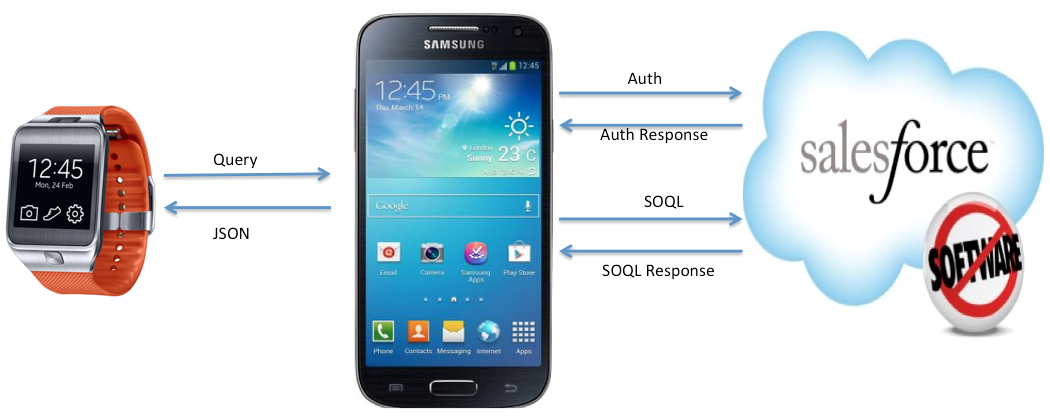 12:45
Mon, 24 Feb
Query
JSON
SAMSUNG
12:45
12:45 PM
Thu, March 14
London
Sunny 23°C
Google
Email
Camera
Samsung
Apps
Play Store
Phone
Contacts
Messaging
Internet
Apps
Auth
Auth Response
SOQL
SOQL Response
salesforce
SOFTWARE